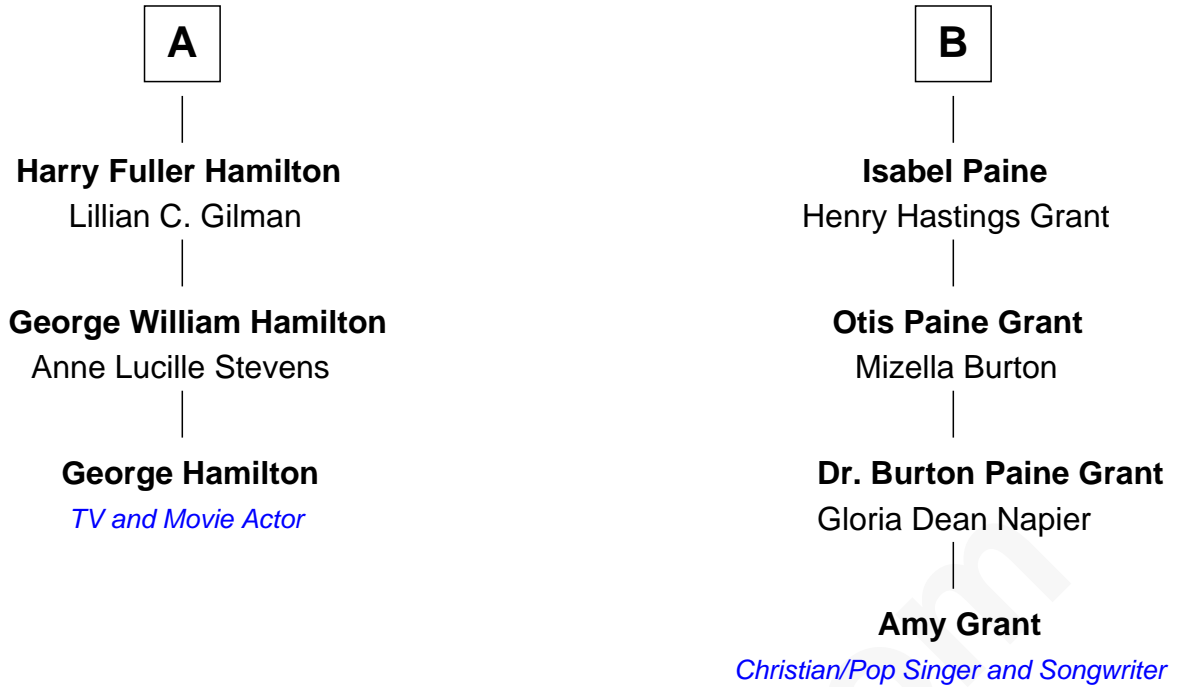 A
Harry Fuller Hamilton
Lillian C. Gilman
George William Hamilton
Anne Lucille Stevens
George Hamilton
TV and Movie Actor
B
Isabel Paine
Henry Hastings Grant
Otis Paine Grant
Mizella Burton
Dr. Burton Paine Grant
Gloria Dean Napier
Amy Grant
Christian/Pop Singer and Songwriter